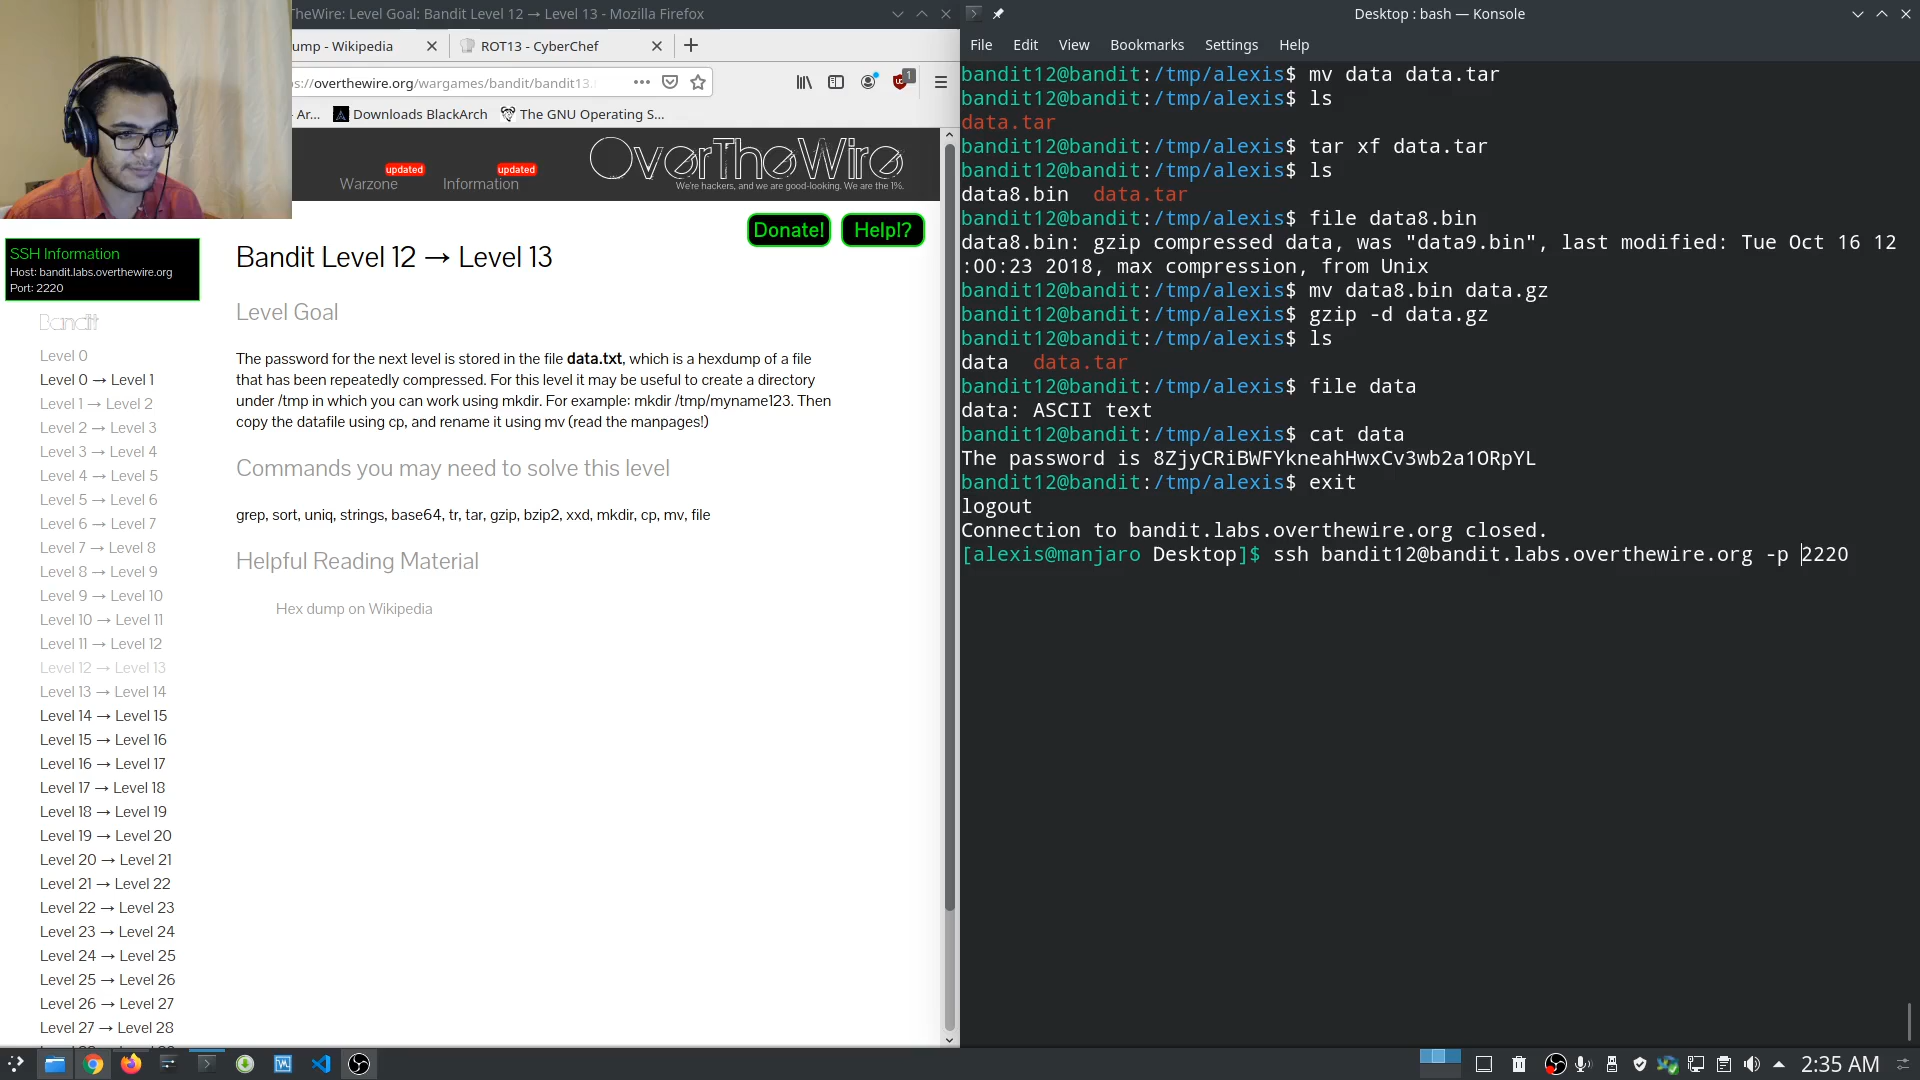 TheWire: Level Goal: Bandit Level 12 → Level 13 - Mozilla Firefox
ump - Wikipedia
ROT13 - CyberChef
s://overthewire.org/wargames/bandit/bandit13.
1
- Ar...
Downloads BlackArch
The GNU Operating S...
Warzone
updated
Information
updated
OverTheWire
We're hackers, and we are good-looking. We are the 1%.
Donate!
Help!?
SSH Information
Host: bandit.labs.overthewire.org
Port: 2220
Bandit
Level 0
Level 0 → Level 1
Level 1 → Level 2
Level 2 → Level 3
Level 3 → Level 4
Level 4 → Level 5
Level 5 → Level 6
Level 6 → Level 7
Level 7 → Level 8
Level 8 → Level 9
Level 9 → Level 10
Level 10 → Level 11
Level 11 → Level 12
Level 12 → Level 13
Level 13 → Level 14
Level 14 → Level 15
Level 15 → Level 16
Level 16 → Level 17
Level 17 → Level 18
Level 18 → Level 19
Level 19 → Level 20
Level 20 → Level 21
Level 21 → Level 22
Level 22 → Level 23
Level 23 → Level 24
Level 24 → Level 25
Level 25 → Level 26
Level 26 → Level 27
Level 27 → Level 28
Bandit Level 12 → Level 13
Level Goal
The password for the next level is stored in the file data.txt, which is a hexdump of a file
that has been repeatedly compressed. For this level it may be useful to create a directory
under /tmp in which you can work using mkdir. For example: mkdir /tmp/myname123. Then
copy the datafile using cp, and rename it using mv (read the manpages!)
Commands you may need to solve this level
grep, sort, uniq, strings, base64, tr, tar, gzip, bzip2, xxd, mkdir, cp, mv, file
Helpful Reading Material
Hex dump on Wikipedia
Desktop : bash — Konsole
File Edit View Bookmarks Settings Help
bandit12@bandit:/tmp/alexis$ mv data data.tar
bandit12@bandit:/tmp/alexis$ ls
data.tar
bandit12@bandit:/tmp/alexis$ tar xf data.tar
bandit12@bandit:/tmp/alexis$ ls
data8.bin data.tar
bandit12@bandit:/tmp/alexis$ file data8.bin
data8.bin: gzip compressed data, was "data9.bin", last modified: Tue Oct 16 12
:00:23 2018, max compression, from Unix
bandit12@bandit:/tmp/alexis$ mv data8.bin data.gz
bandit12@bandit:/tmp/alexis$ gzip -d data.gz
bandit12@bandit:/tmp/alexis$ ls
data data.tar
bandit12@bandit:/tmp/alexis$ file data
data: ASCII text
bandit12@bandit:/tmp/alexis$ cat data
The password is 8ZjyCRiBWFYkneahHwxCv3wb2a1ORpYL
bandit12@bandit:/tmp/alexis$ exit
logout
Connection to bandit.labs.overthewire.org closed.
[alexis@manjaro Desktop]$ ssh bandit12@bandit.labs.overthewire.org -p 2220
2:35 AM